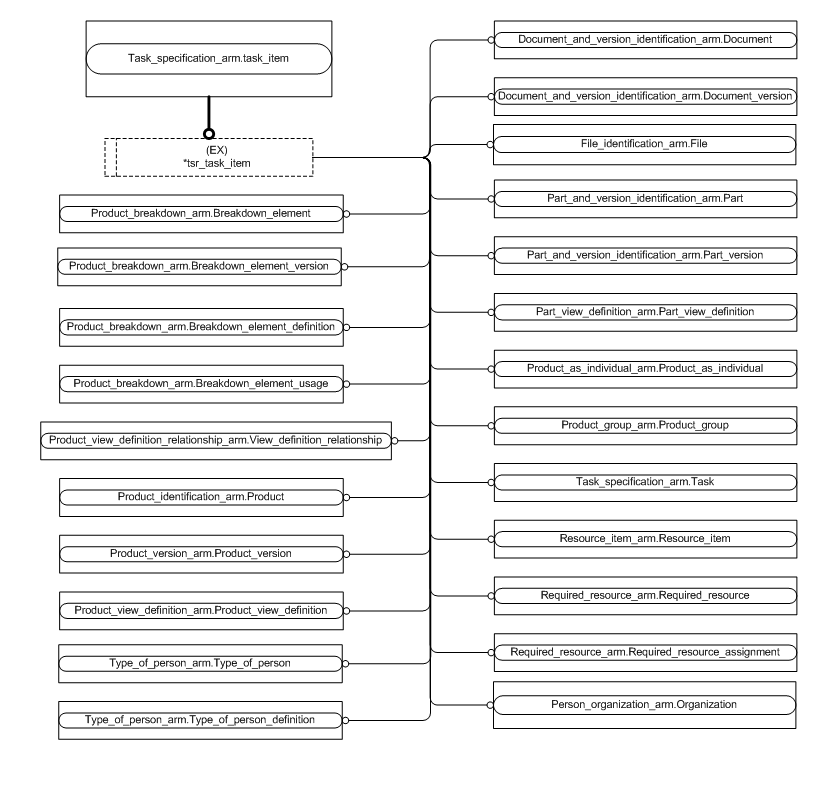 Task_specification_arm.task_item
(EX)
*tsr_task_item
Product_breakdown_arm.Breakdown_element
Product_breakdown_arm.Breakdown_element_version
Product_breakdown_arm.Breakdown_element_definition
Product_breakdown_arm.Breakdown_element_usage
Product_view_definition_relationship_arm.View_definition_relationship
Product_identification_arm.Product
Product_version_arm.Product_version
Product_view_definition_arm.Product_view_definition
Type_of_person_arm.Type_of_person
Type_of_person_arm.Type_of_person_definition
Document_and_version_identification_arm.Document
Document_and_version_identification_arm.Document_version
File_identification_arm.File
Part_and_version_identification_arm.Part
Part_and_version_identification_arm.Part_version
Part_view_definition_arm.Part_view_definition
Product_as_individual_arm.Product_as_individual
Product_group_arm.Product_group
Task_specification_arm.Task
Resource_item_arm.Resource_item
Required_resource_arm.Required_resource
Required_resource_arm.Required_resource_assignment
Person_organization_arm.Organization